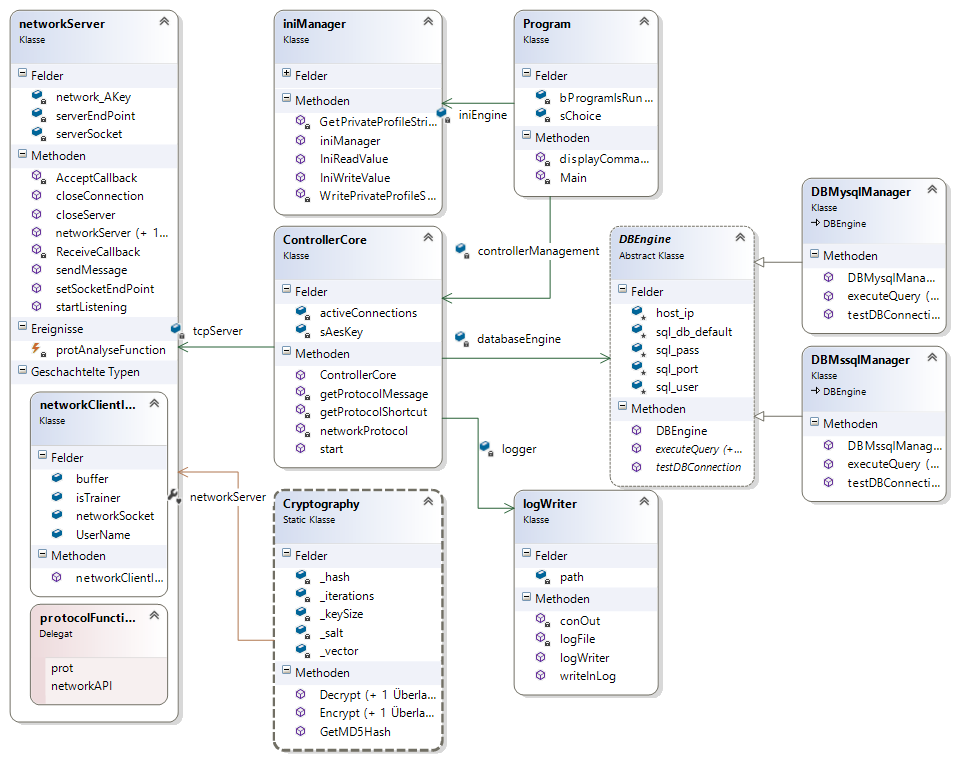 networkServer
Klasse
Felder
network_AKey
serverEndPoint
serverSocket
Methoden
AcceptCallback
closeConnection
closeServer
networkServer (+ 1...
ReceiveCallback
sendMessage
setSocketEndPoint
startListening
Ereignisse
protAnalyseFunction
Geschachtelte Typen
networkClientI...
Klasse
Felder
buffer
isTrainer
networkSocket
UserName
Methoden
networkClientI...
protocolFuncti...
Delegat
prot
networkAPI
iniManager
Klasse
Felder
Methoden
GetPrivateProfileStri...
iniManager
IniReadValue
IniWriteValue
WritePrivateProfileS...
iniEngine
Program
Klasse
Felder
bProgramIsRun...
sChoice
Methoden
displayComma...
Main
controllerManagement
ControllerCore
Klasse
Felder
activeConnections
sAesKey
Methoden
ControllerCore
getProtocolMessage
getProtocolShortcut
networkProtocol
start
tcpServer
databaseEngine
logger
networkServer
Cryptography
Static Klasse
Felder
_hash
_iterations
_keySize
_salt
_vector
Methoden
Decrypt (+ 1 Überla...
Encrypt (+ 1 Überla...
GetMD5Hash
DBEngine
Abstract Klasse
Felder
host_ip
sql_db_default
sql_pass
sql_port
sql_user
Methoden
DBEngine
executeQuery (+...
testDBConnection
logWriter
Klasse
Felder
path
Methoden
conOut
logFile
logWriter
writeInLog
DBMysqlManager
Klasse
DBEngine
Methoden
DBMysqlMana...
executeQuery (...
testDBConnecti...
DBMssqlManager
Klasse
DBEngine
Methoden
DBMssqlManag...
executeQuery (...
testDBConnecti...